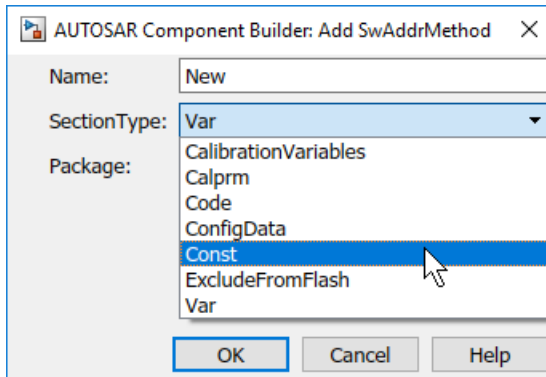 AUTOSAR Component Builder: Add SwAddrMethod
Name: New
SectionType: Var
Package:
CalibrationVariables
Calprm
Code
ConfigData
Const
ExcludeFromFlash
Var
OK Cancel Help